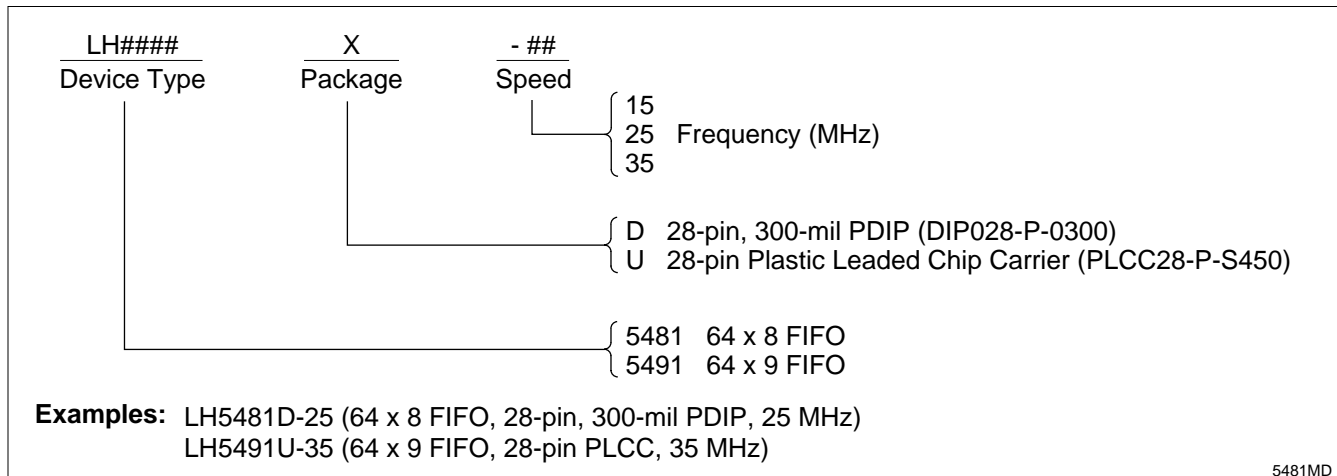 LH#### X - ##
Device Type Package Speed
15
25 Frequency (MHz)
35
D 28-pin, 300-mil PDIP (DIP028-P-0300)
U 28-pin Plastic Leaded Chip Carrier (PLCC28-P-S450)
5481 64 x 8 FIFO
5491 64 x 9 FIFO
Examples: LH5481D-25 (64 x 8 FIFO, 28-pin, 300-mil PDIP, 25 MHz)
LH5491U-35 (64 x 9 FIFO, 28-pin PLCC, 35 MHz)
5481MD